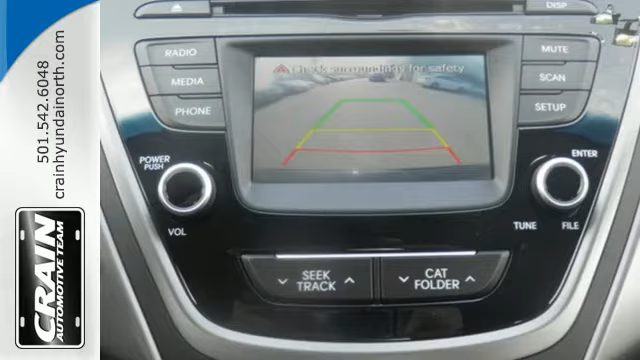 501.542.6048
crainhyundainorth.com
CRAIN
AUTOMOTIVE TEAM
DISP
RADIO
MEDIA
PHONE
Check surroundings for safety
MUTE
SCAN
SETUP
POWER
PUSH
VOL
ENTER
TUNE
FILE
SEEK
TRACK
CAT
FOLDER